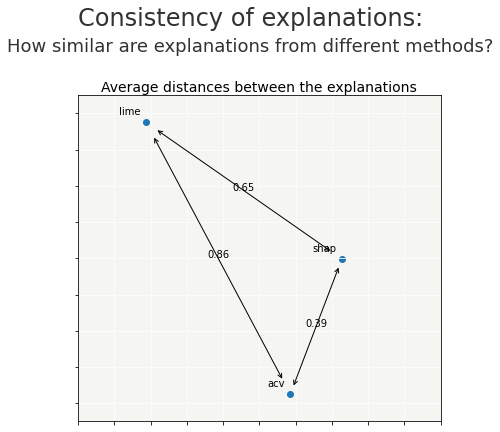 Consistency of explanations:
How similar are explanations from different methods?
Average distances between the explanations
lime
0.65
shap
0.86
0.39
acv